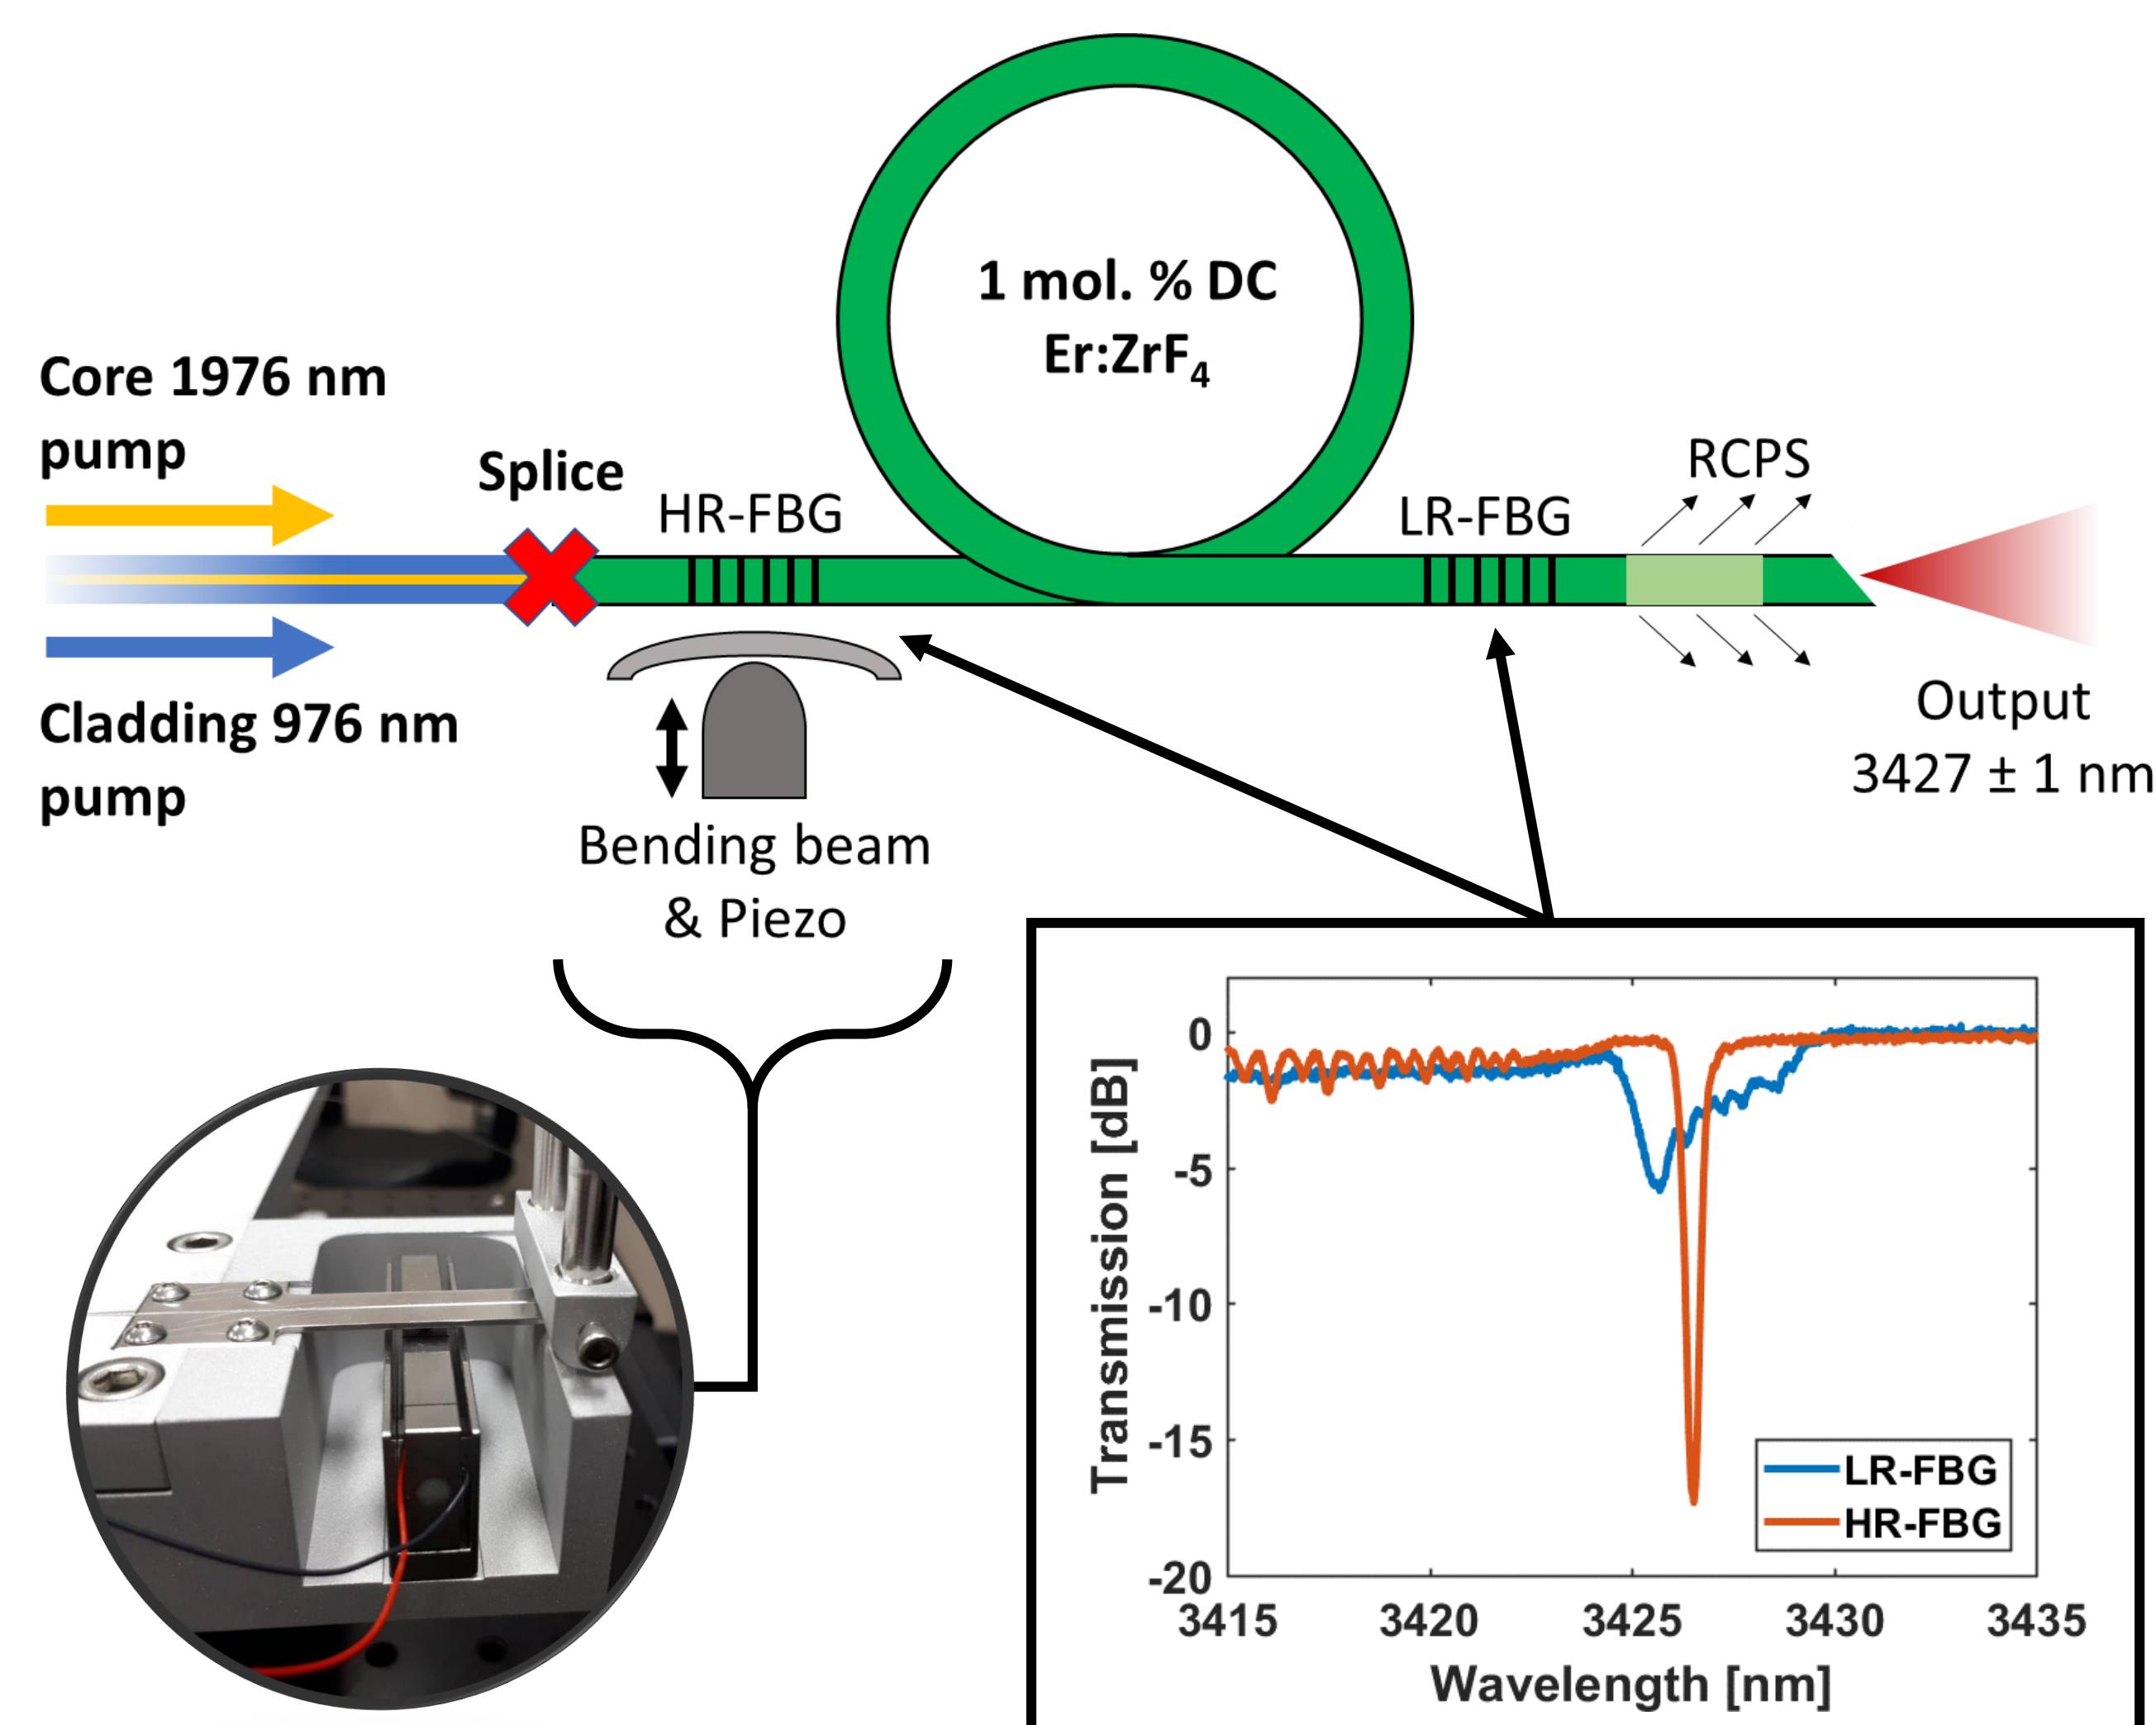 1 mol. % DC
Er:ZrF4
Core 1976 nm
pump
Splice
HR-FBG
LR-FBG
RCPS
Cladding 976 nm
pump
Bending beam
& Piezo
Output
3427 ± 1 nm
Transmission [dB]
0
-5
-10
-15
-20
LR-FBG
HR-FBG
3415 3420 3425 3430 3435
Wavelength [nm]